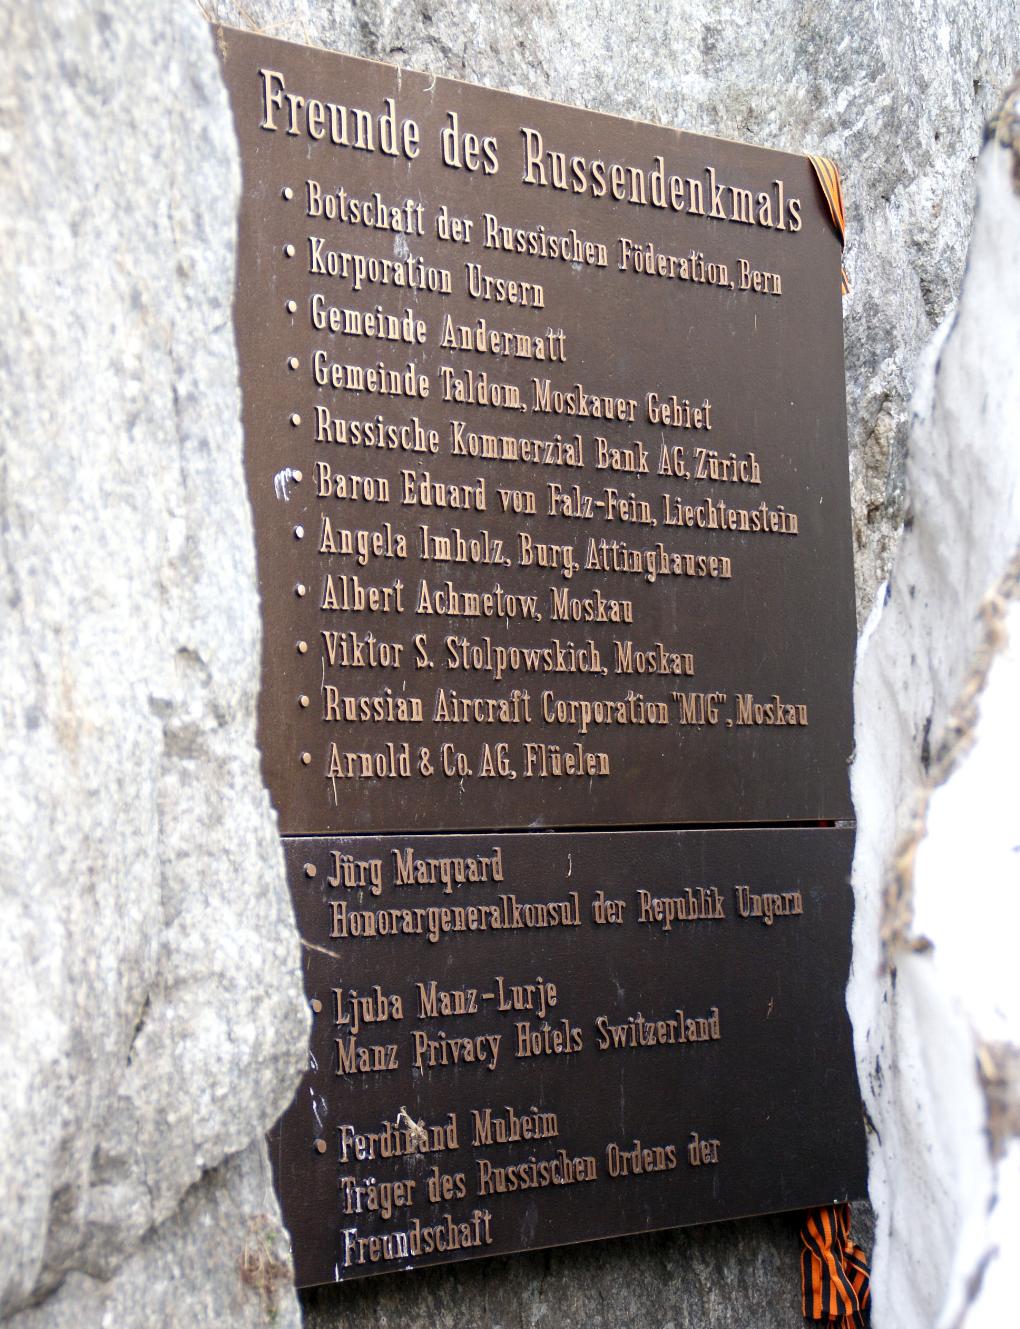 Freunde des Russendenkmals
• Botschaft der Russischen Föderation, Bern
• Korporation Ursern
• Gemeinde Andermatt
• Gemeinde Taldom, Moskauer Gebiet
• Russische Kommerzial Bank AG, Zürich
• Baron Eduard von Falz-Fein, Liechtenstein
• Angela Imholz, Burg, Attinghausen
• Albert Achmetow, Moskau
• Viktor S. Stolpowskich, Moskau
• Russian Aircraft Corporation "MIG", Moskau
• Arnold & Co. AG, Flüelen
• Jürg Marquard
Honorargeneralkonsul der Republik Ungarn
• Ljuba Manz-Lurje
Manz Privacy Hotels Switzerland
• Ferdinand Muheim
Träger des Russischen Ordens der
Freundschaft